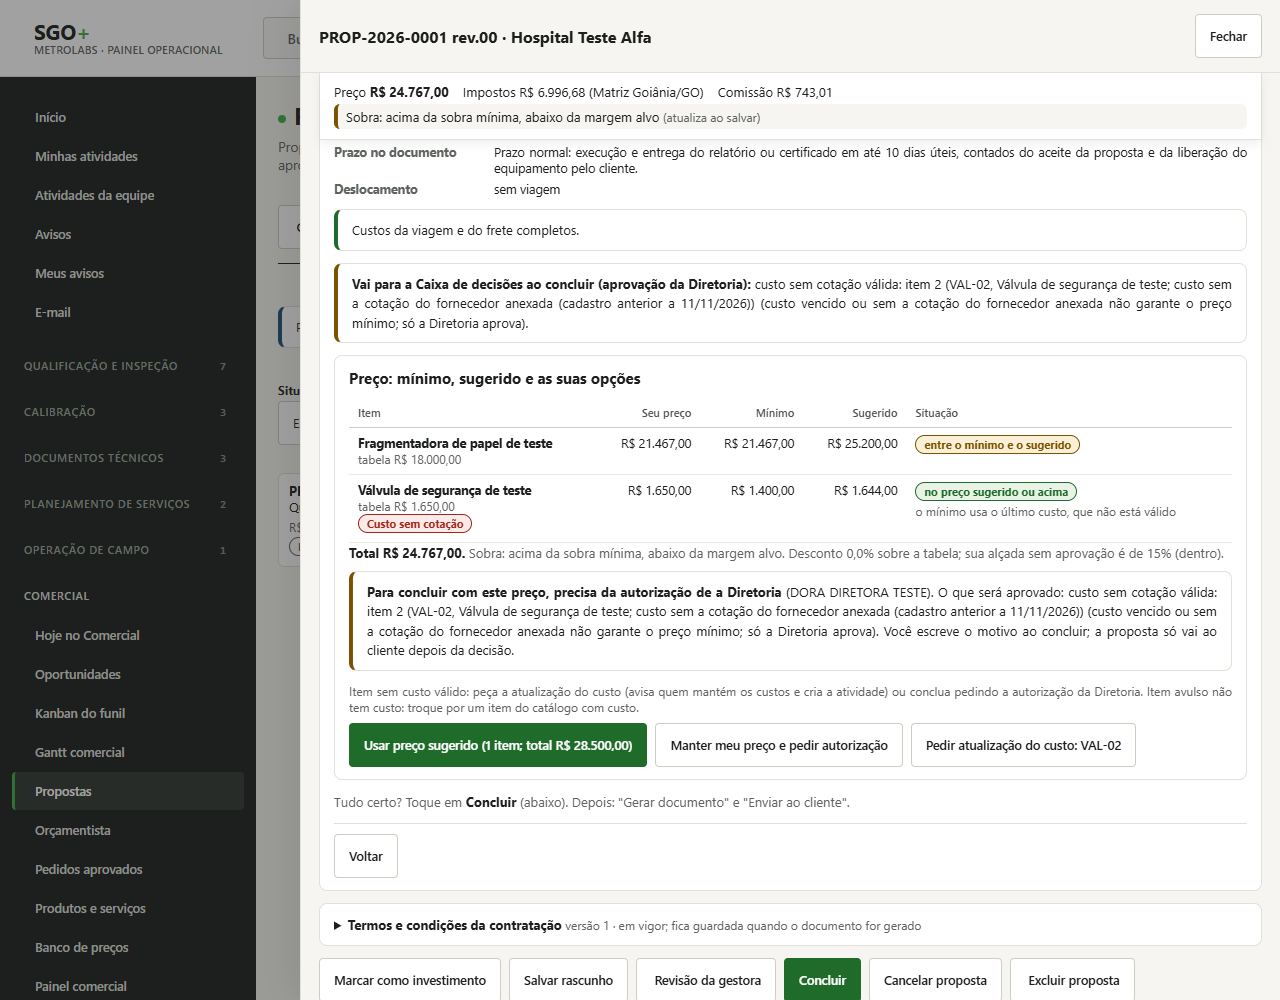 SGO+
METROLABS · PAINEL OPERACIONAL
Início
Minhas atividades
Atividades da equipe
Avisos
Meus avisos
E-mail
QUALIFICAÇÃO E INSPEÇÃO 7
CALIBRAÇÃO 3
DOCUMENTOS TÉCNICOS 3
PLANEJAMENTO DE SERVIÇOS 2
OPERAÇÃO DE CAMPO 1
COMERCIAL
Hoje no Comercial
Oportunidades
Kanban do funil
Gantt comercial
Propostas
Orçamentista
Pedidos aprovados
Produtos e serviços
Banco de preços
Painel comercial
PROP-2026-0001 rev.00 · Hospital Teste Alfa
Fechar
Preço R$ 24.767,00 Impostos R$ 6.996,68 (Matriz Goiânia/GO) Comissão R$ 743,01
Sobra: acima da sobra mínima, abaixo da margem alvo (atualiza ao salvar)
Prazo no documento Prazo normal: execução e entrega do relatório ou certificado em até 10 dias úteis, contados do aceite da proposta e da liberação do
equipamento pelo cliente.
Deslocamento sem viagem
Custos da viagem e do frete completos.
Vai para a Caixa de decisões ao concluir (aprovação da Diretoria): custo sem cotação válida: item 2 (VAL-02, Válvula de segurança de teste; custo sem
a cotação do fornecedor anexada (cadastro anterior a 11/11/2026)) (custo vencido ou sem a cotação do fornecedor anexada não garante o preço
mínimo; só a Diretoria aprova).
Preço: mínimo, sugerido e as suas opções
Item Seu preço Mínimo Sugerido Situação
Fragmentadora de papel de teste R$ 21.467,00 R$ 21.467,00 R$ 25.200,00 entre o mínimo e o sugerido
tabela R$ 18.000,00
Válvula de segurança de teste R$ 1.650,00 R$ 1.400,00 R$ 1.644,00 no preço sugerido ou acima
tabela R$ 1.650,00 o mínimo usa o último custo, que não está válido
Custo sem cotação
Total R$ 24.767,00. Sobra: acima da sobra mínima, abaixo da margem alvo. Desconto 0,0% sobre a tabela; sua alçada sem aprovação é de 15% (dentro).
Para concluir com este preço, precisa da autorização de a Diretoria (DORA DIRETORA TESTE). O que será aprovado: custo sem cotação válida:
item 2 (VAL-02, Válvula de segurança de teste; custo sem a cotação do fornecedor anexada (cadastro anterior a 11/11/2026)) (custo vencido ou sem
a cotação do fornecedor anexada não garante o preço mínimo; só a Diretoria aprova). Você escreve o motivo ao concluir; a proposta só vai ao
cliente depois da decisão.
Item sem custo válido: peça a atualização do custo (avisa quem mantém os custos e cria a atividade) ou conclua pedindo a autorização da Diretoria. Item avulso não
tem custo: troque por um item do catálogo com custo.
Usar preço sugerido (1 item; total R$ 28.500,00) Manter meu preço e pedir autorização Pedir atualização do custo: VAL-02
Tudo certo? Toque em Concluir (abaixo). Depois: "Gerar documento" e "Enviar ao cliente".
Voltar
▶ Termos e condições da contratação versão 1 · em vigor; fica guardada quando o documento for gerado
Marcar como investimento Salvar rascunho Revisão da gestora Concluir Cancelar proposta Excluir proposta